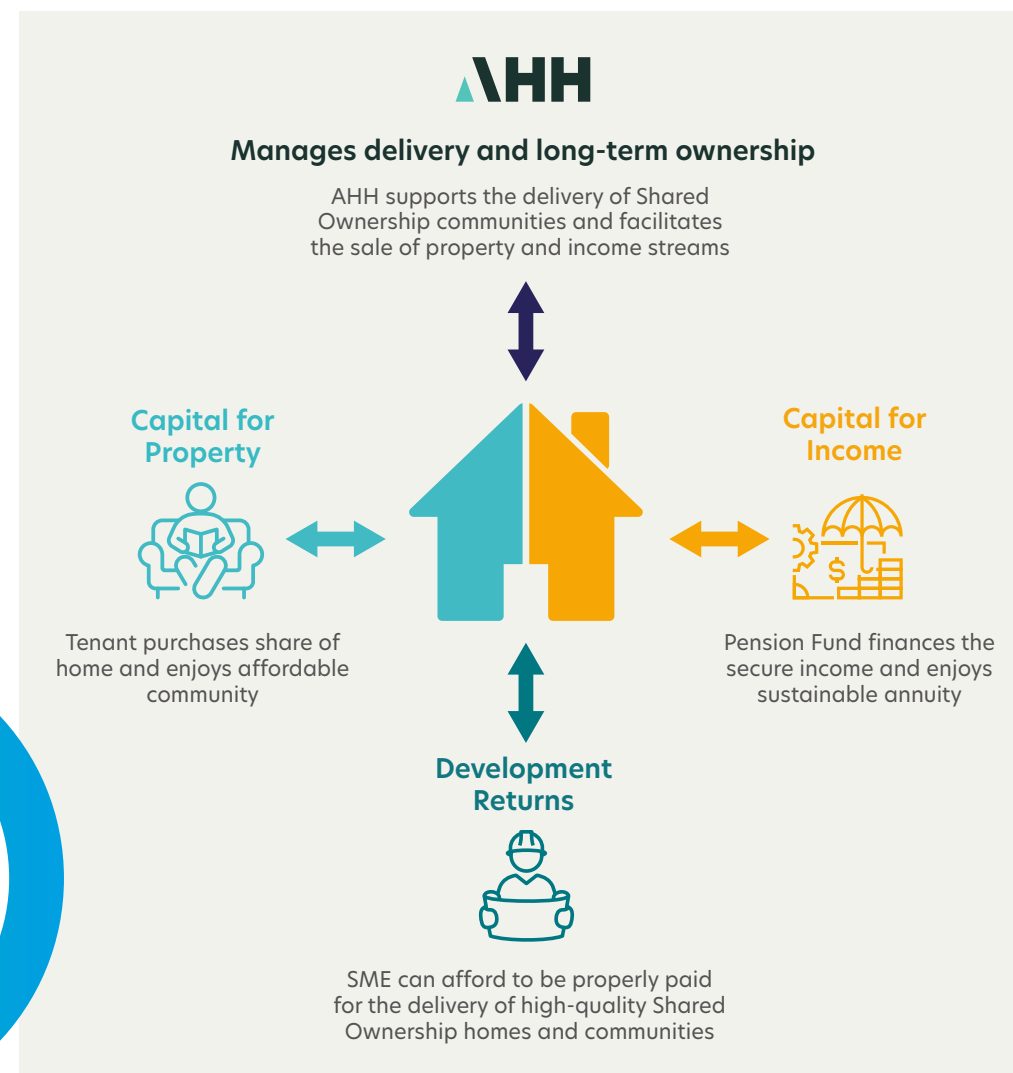 AHH
Manages delivery and long-term ownership
AHH supports the delivery of Shared
Ownership communities and facilitates
the sale of property and income streams
Capital for
Property
Tenant purchases share of
home and enjoys affordable
community
Capital for
Income
$
Pension Fund finances the
secure income and enjoys
sustainable annuity
Development
Returns
SME can afford to be properly paid
for the delivery of high-quality Shared
Ownership homes and communities